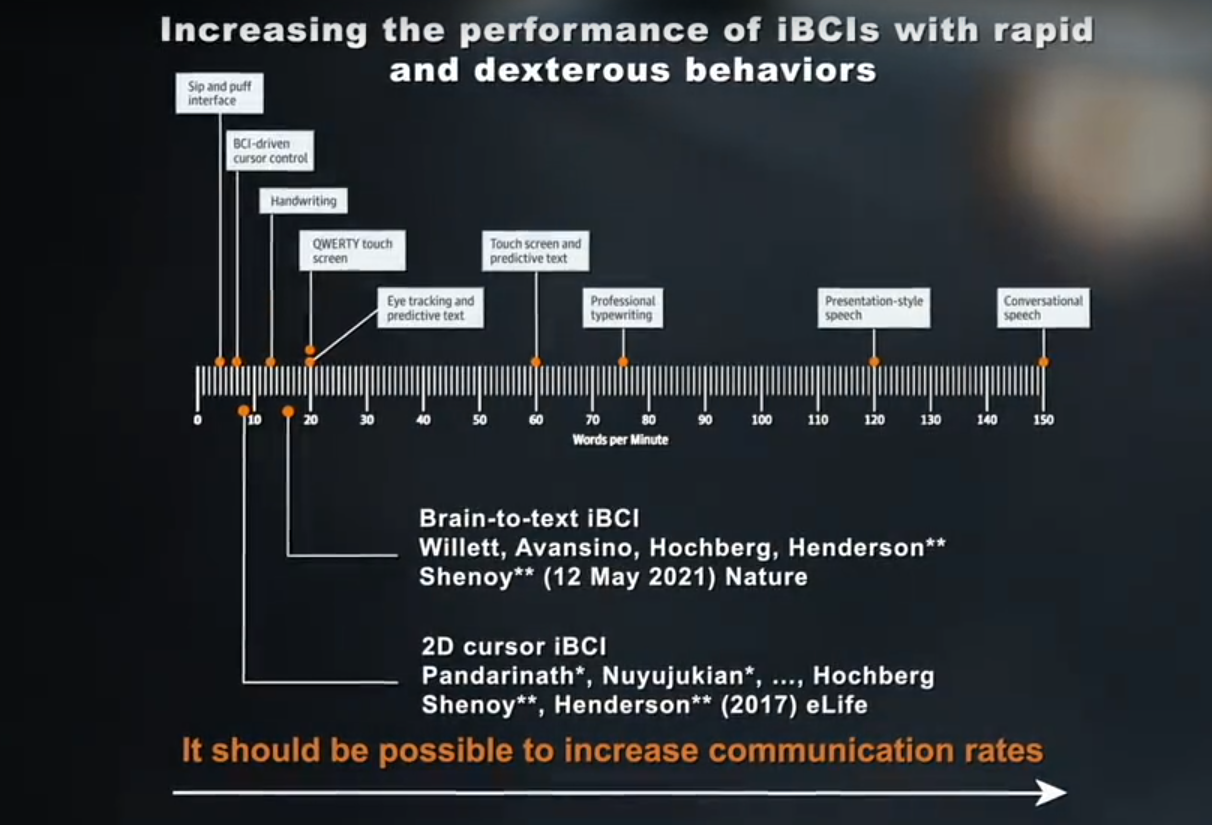 Increasing the performance of iBCIs with rapid
and dexterous behaviors
Sip and puff
interface
BCI-driven
cursor control
Handwriting
QWERTY touch
screen
Eye tracking and
predictive text
Touch screen and
predictive text
Professional
typewriting
Presentation-style
speech
Conversational
speech
0 10 20 30 40 50 60 70 80 90 100 110 120 130 140 150
Words per Minute
Brain-to-text iBCI
Willett, Avansino, Hochberg, Henderson**
Shenoy** (12 May 2021) Nature
2D cursor iBCI
Pandarinath*, Nuyujukian*, ..., Hochberg
Shenoy**, Henderson** (2017) eLife
It should be possible to increase communication rates